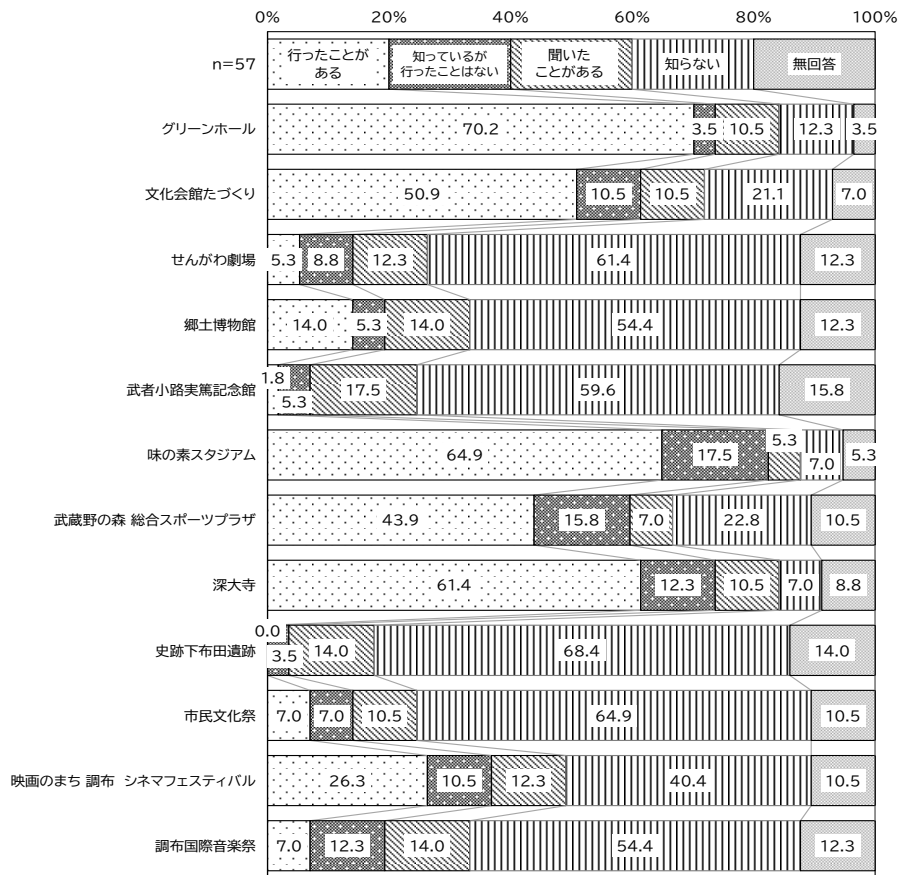 0% 20% 40% 60% 80% 100%
n=57
行ったことが
ある
知っているが
行ったことはない
聞いた
ことがある
知らない
無回答
グリーンホール 70.2 3.5 10.5 12.3 3.5
文化会館たづくり 50.9 10.5 10.5 21.1 7.0
せんがわ劇場 5.3 8.8 12.3 61.4 12.3
郷土博物館 14.0 5.3 14.0 54.4 12.3
武者小路実篤記念館 1.8 5.3 17.5 59.6 15.8
味の素スタジアム 64.9 17.5 5.3 7.0 5.3
武蔵野の森 総合スポーツプラザ 43.9 15.8 7.0 22.8 10.5
深大寺 61.4 12.3 10.5 7.0 8.8
史跡下布田遺跡 0.0 3.5 14.0 68.4 14.0
市民文化祭 7.0 7.0 10.5 64.9 10.5
映画のまち 調布 シネマフェスティバル 26.3 10.5 12.3 40.4 10.5
調布国際音楽祭 7.0 12.3 14.0 54.4 12.3